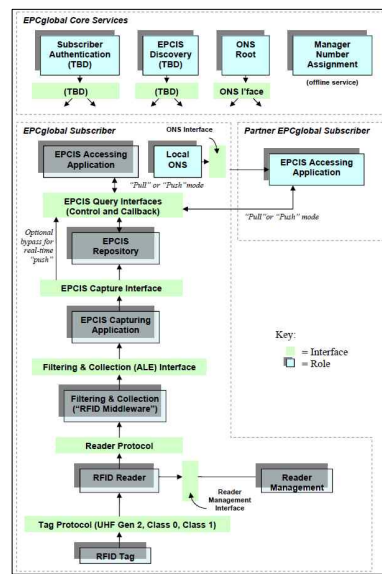 EPCglobal Core Services
Subscriber
Authentication
(TBD)
EPCIS
Discovery
(TBD)
ONS
Root
Manager
Number
Assignment
(offline service)
(TBD)
(TBD)
ONS I'face
EPCglobal Subscriber
ONS Interface
Partner EPCglobal Subscriber
EPCIS Accessing
Application
Local
ONS
EPCIS Accessing
Application
"Pull" or "Push" mode
EPCIS Query Interfaces
(Control and Callback)
"Pull" or "Push" mode
Optional
bypass for
real-time
"push"
EPCIS
Repository
EPCIS Capture Interface
EPCIS Capturing
Application
Key:
= Interface
= Role
Filtering & Collection (ALE) Interface
Filtering & Collection
("RFID Middleware")
Reader Protocol
RFID Reader
Reader
Management
Reader
Management
Interface
Tag Protocol (UHF Gen 2, Class 0, Class 1)
RFID Tag